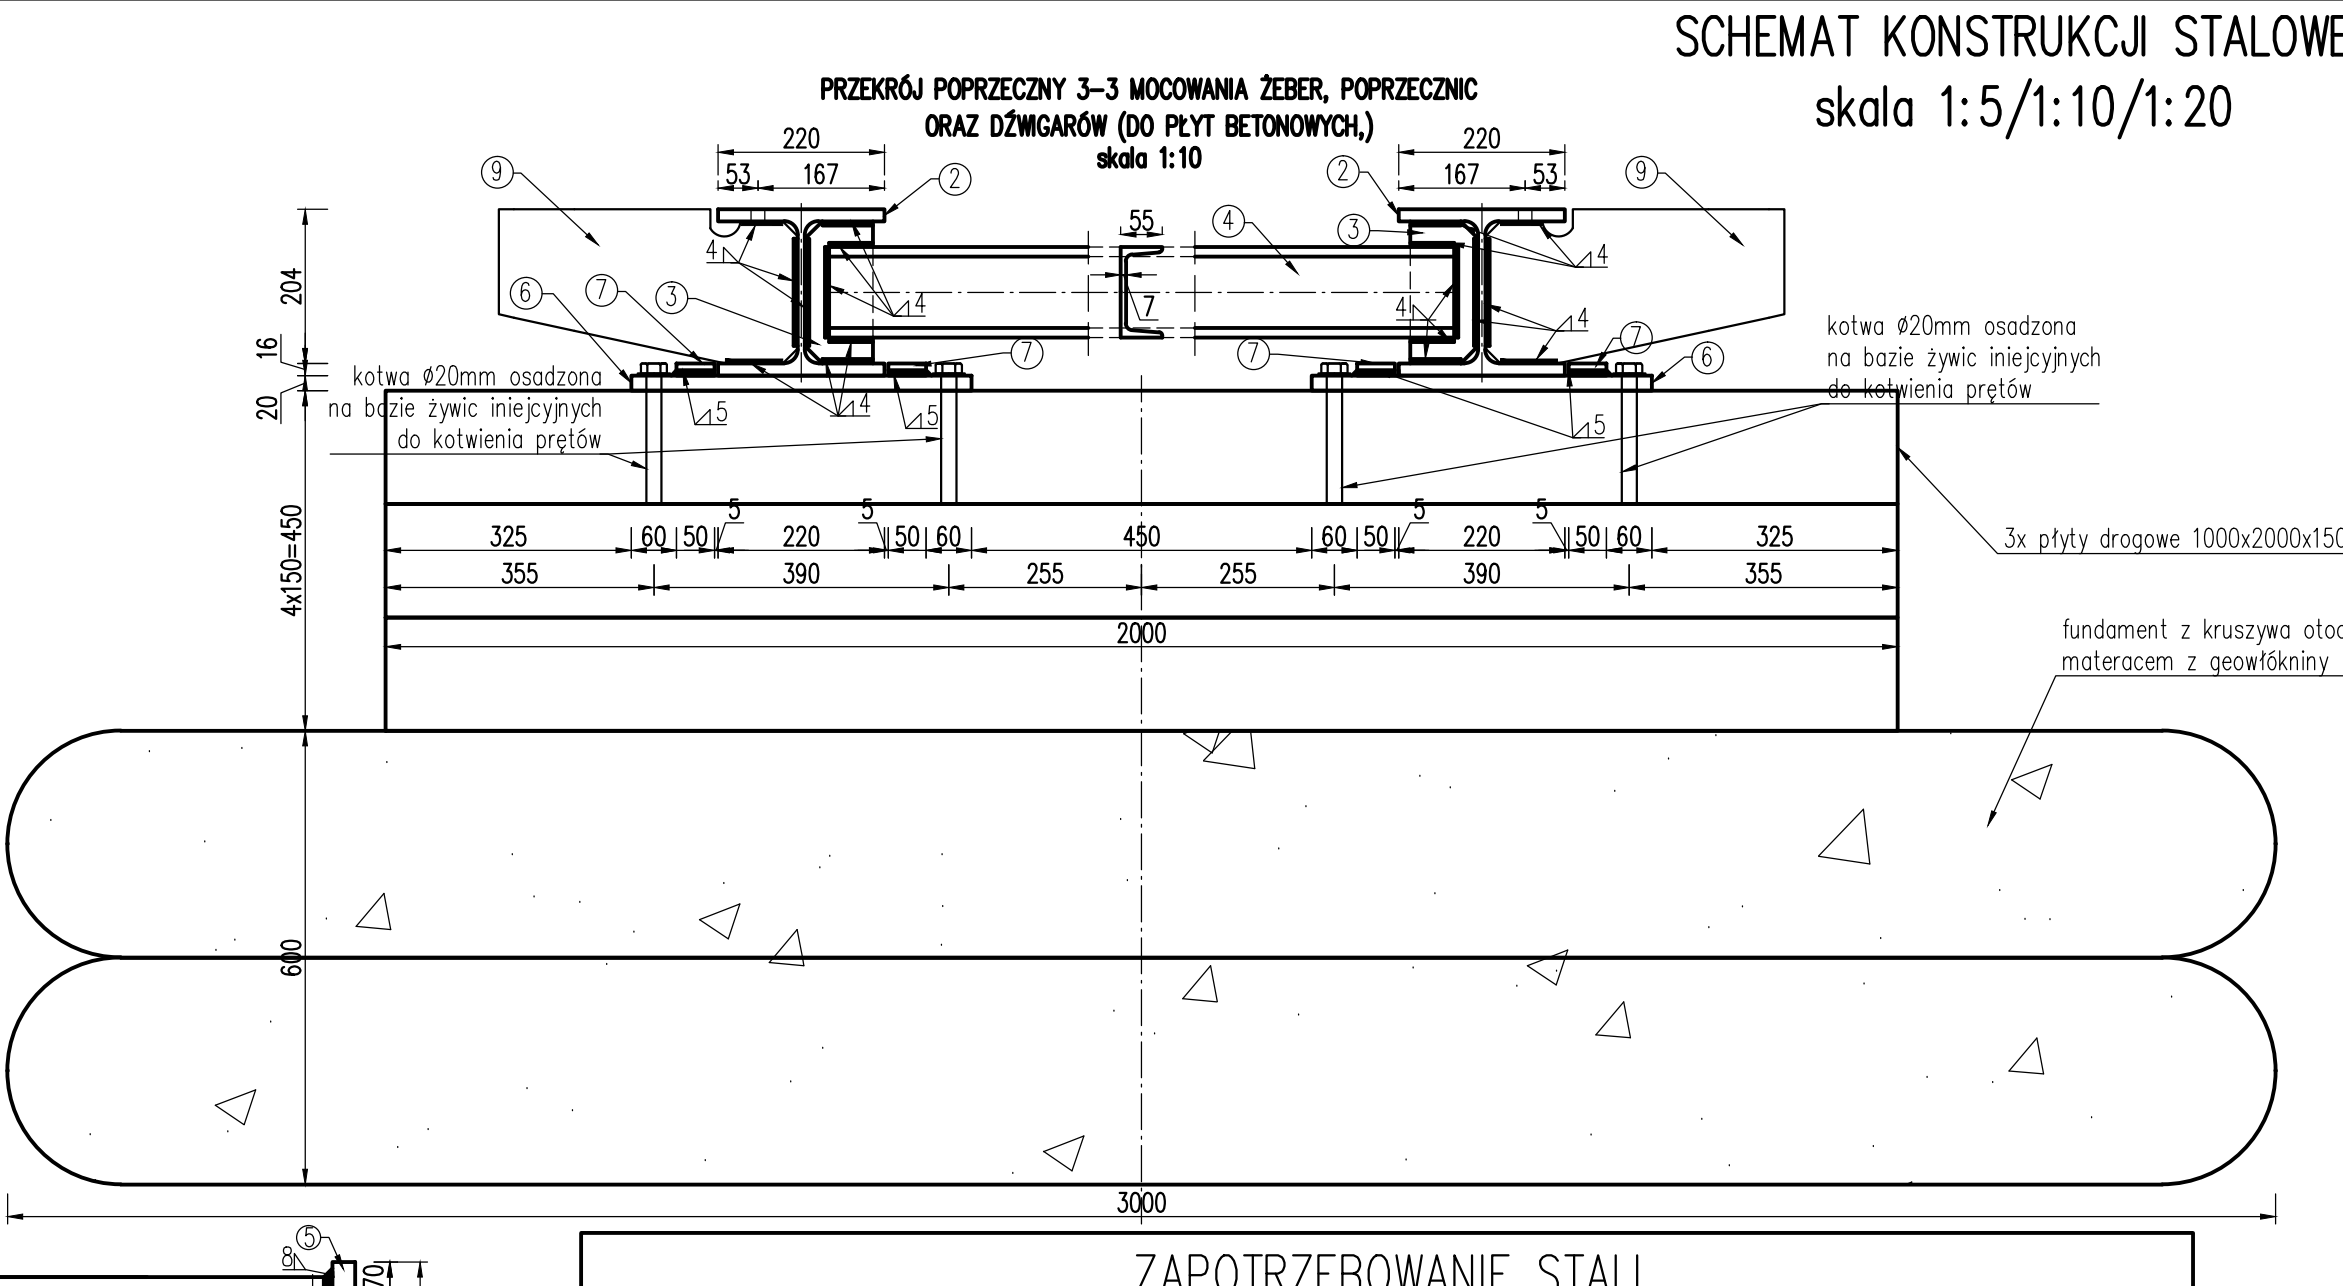 SCHEMAT KONSTRUKCJI STALOWE
skala 1:5/1:10/1:20
PRZEKRÓJ POPRZECZNY 3-3 MOCOWANIA ŻEBER, POPRZECZNIC
ORAZ DŹWIGARÓW (DO PŁYT BETONOWYCH,)
skala 1:10
220
220
53 167
167 53
9
2
2
9
55
4
3
4
4
204
6
7
3
4
7
4
4
7
7
7
6
16
20
kotwa Ø20mm osadzona
na bazie żywic iniejcyjnych
do kotwienia prętów
kotwa Ø20mm osadzona
na bazie żywic iniejcyjnych
do kotwienia prętów
5
4
5
5
4x150=450
5 5 5 5
325 60 50 220 50 60 450 60 50 220 50 60 325
355 390 255 255 390 355
2000
3x płyty drogowe 1000x2000x150
fundament z kruszywa otoc
materacem z geowłókniny
600
3000
5
8
70
ZAPOTRZEBOWANIE STALI